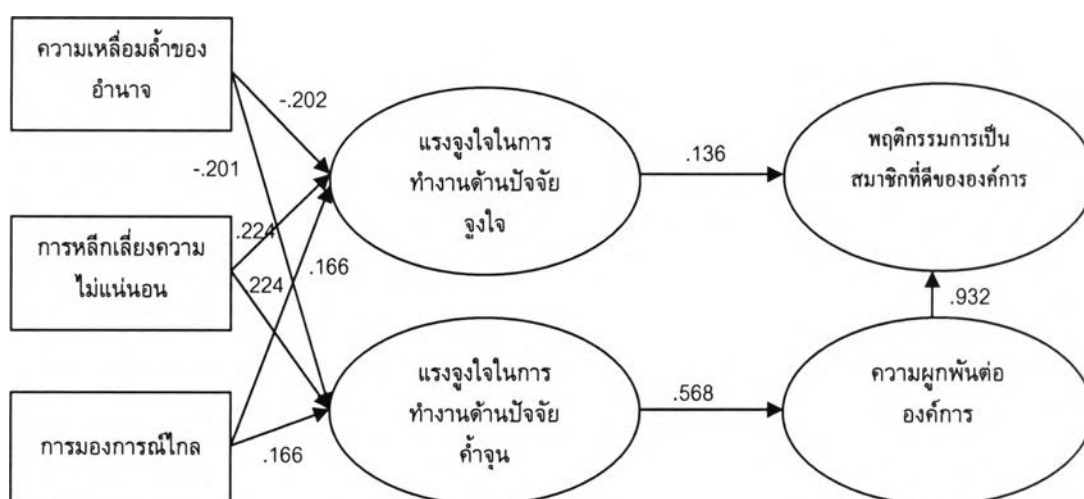 ความเหลื่อมล้ำของ
อำนาจ
-.202
แรงจูงใจในการ
ทำงานด้านปัจจัย
จูงใจ
.136
พฤติกรรมการเป็น
สมาชิกที่ดีขององค์การ
-.201
การหลีกเลี่ยงความ
ไม่แน่นอน
.224
.224
.166
.932
แรงจูงใจในการ
ทำงานด้านปัจจัย
ค้ำจุน
.568
ความผูกพันต่อ
องค์การ
การมองการณ์ไกล
.166